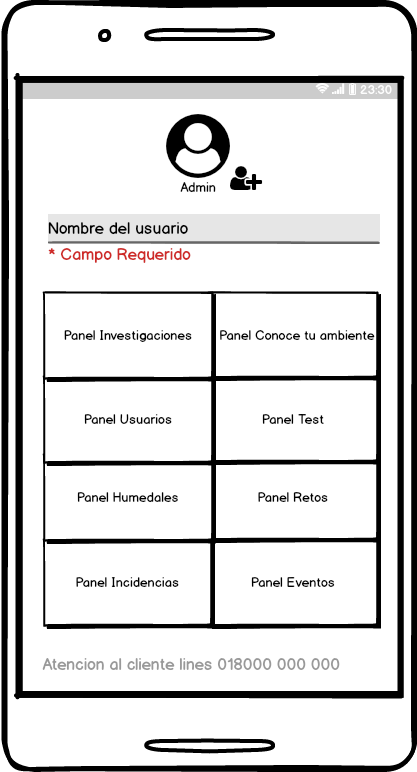 23:30
Admin
Nombre del usuario
* Campo Requerido
Panel Investigaciones
Panel Conoce tu ambiente
Panel Usuarios
Panel Test
Panel Humedales
Panel Retos
Panel Incidencias
Panel Eventos
Atencion al cliente lines 018000 000 000